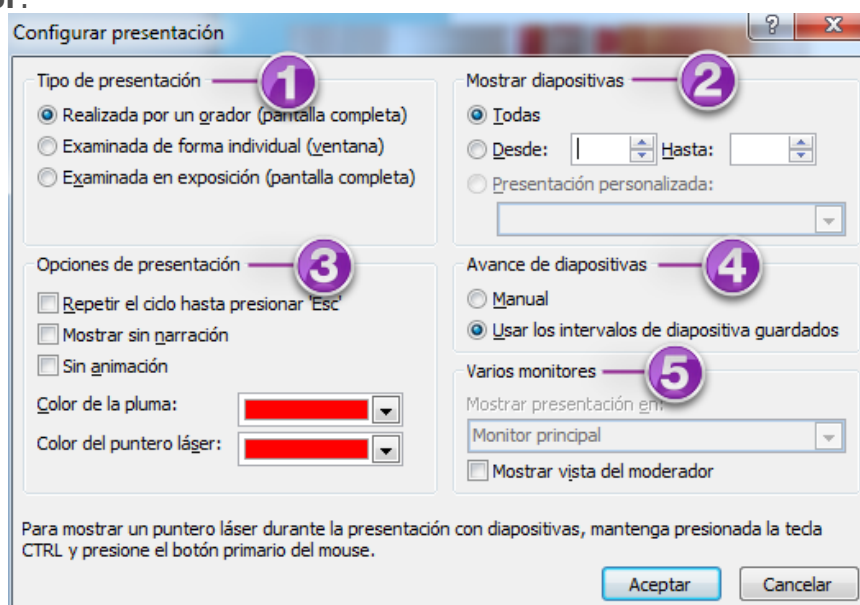 or.
Configurar presentación
Tipo de presentación 1
Realizada por un orador (pantalla completa)
Examinada de forma individual (ventana)
Examinada en exposición (pantalla completa)
Mostrar diapositivas 2
Todas
Desde: Hasta:
Presentación personalizada:
Opciones de presentación 3
Repetir el ciclo hasta presionar 'Esc'
Mostrar sin narración
Sin animación
Color de la pluma:
Color del puntero láser:
Avance de diapositivas 4
Manual
Usar los intervalos de diapositiva guardados
Varios monitores 5
Mostrar presentación en:
Monitor principal
Mostrar vista del moderador
Para mostrar un puntero láser durante la presentación con diapositivas, mantenga presionada la tecla
CTRL y presione el botón primario del mouse.
Aceptar Cancelar